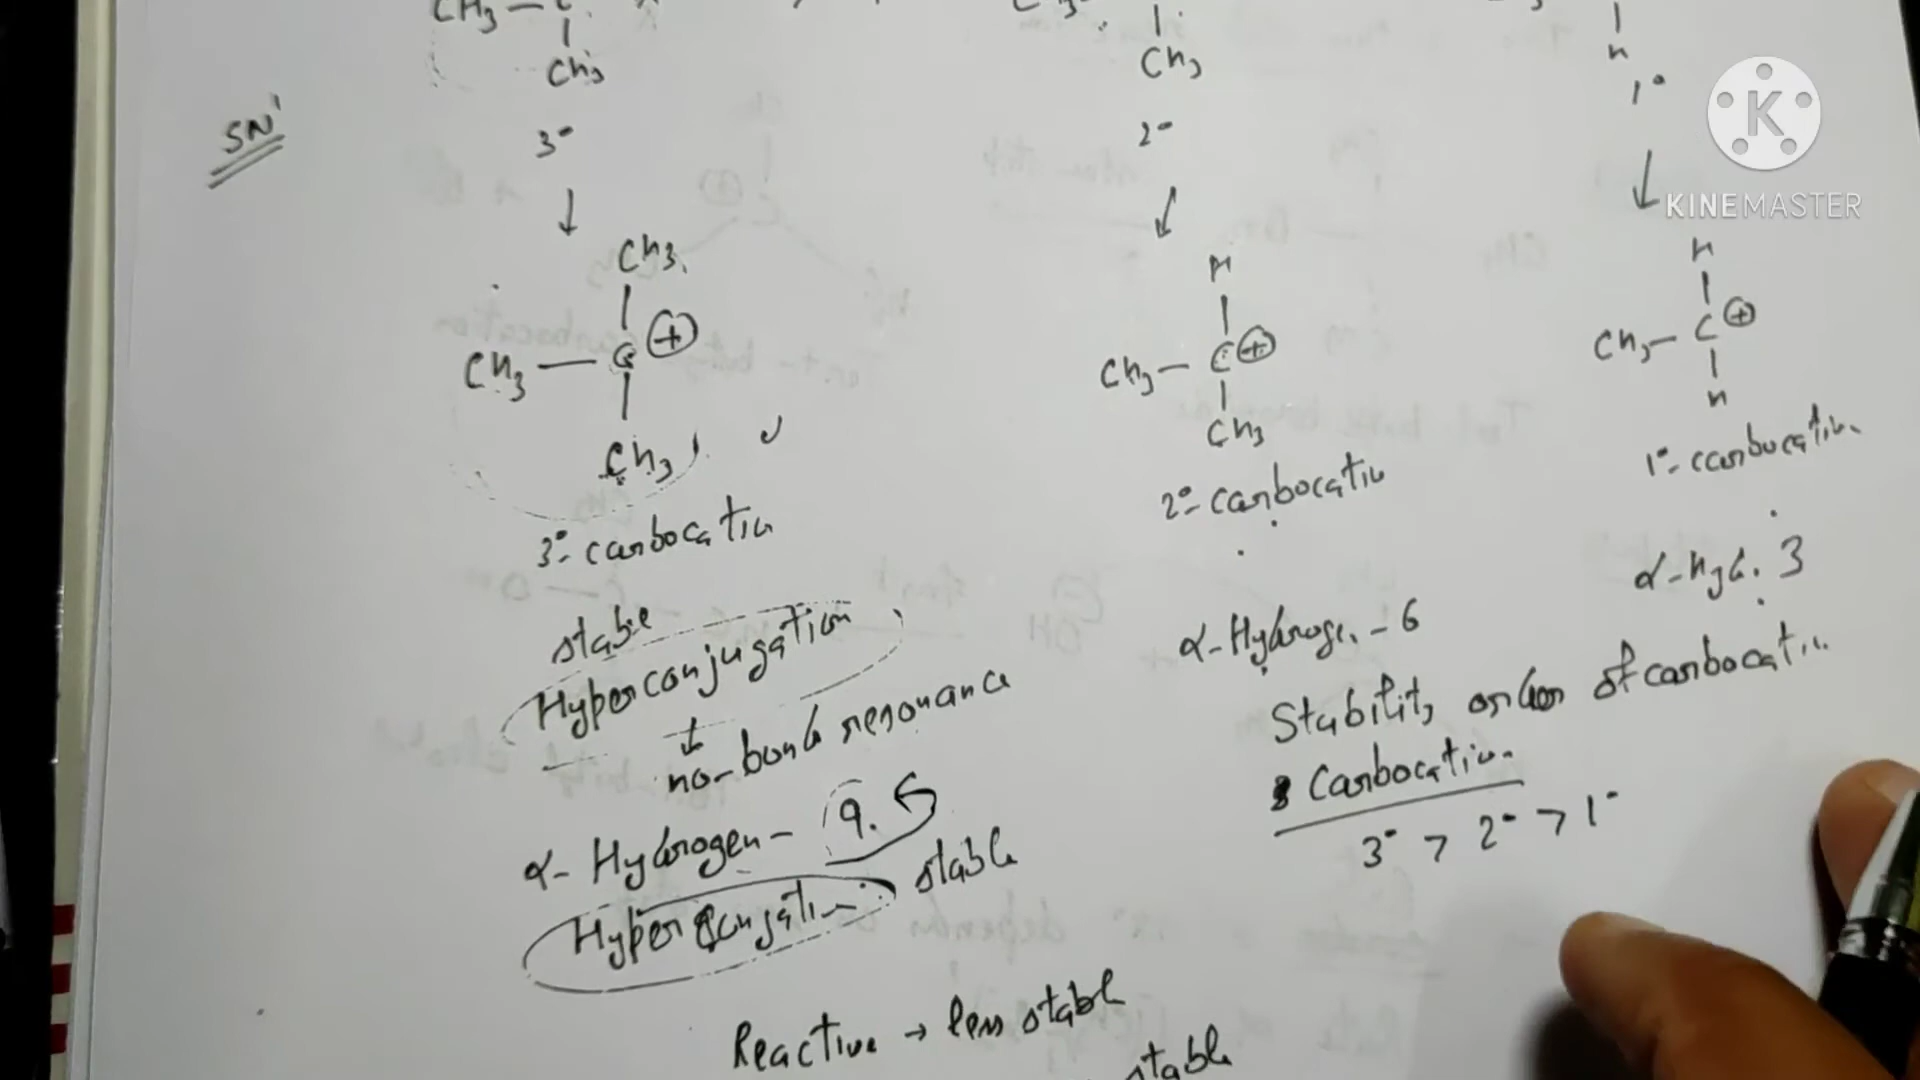 CH3 — C
CH3
CH3
H
1°
SN1
3°
2°
CH3
CH3 — C ⊕
CH3
3° carbocation
H
CH3 — C ⊕
CH3
2° carbocation
H
CH3 — C ⊕
H
1° carbocation
stable
Hyperconjugation
no-bond resonance
α- Hydrogen - 9.
Hyperconjugation stable
α-Hydrogen - 6
α-Hyd. 3
Stability order of carbocation
Carbocation
3° > 2° > 1°
Reactive → less stable
stable
K
KINEMASTER